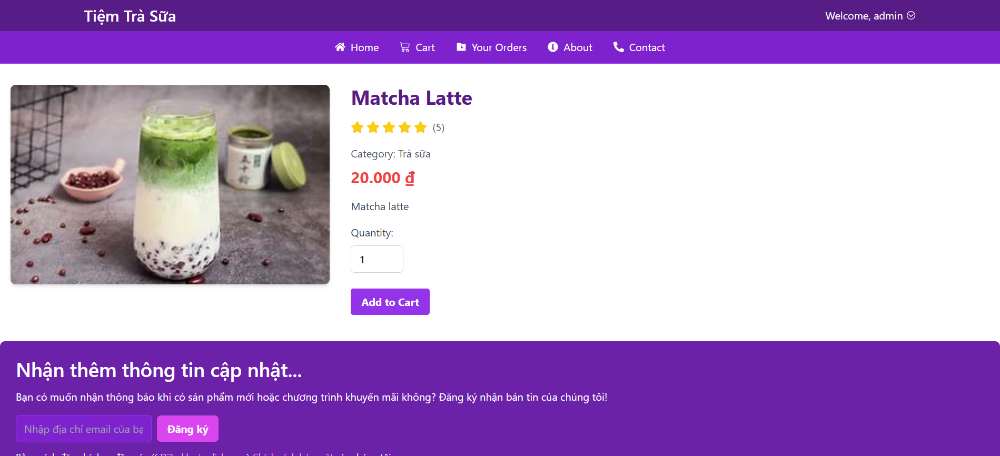 Tiệm Trà Sữa
Welcome, admin
Home Cart Your Orders About Contact
Matcha Latte
(5)
Category: Trà sữa
20.000 ₫
Matcha latte
Quantity:
1
Add to Cart
Nhận thêm thông tin cập nhật...
Bạn có muốn nhận thông báo khi có sản phẩm mới hoặc chương trình khuyến mãi không? Đăng ký nhận bản tin của chúng tôi!
Nhập địa chỉ email của bạ
Đăng ký